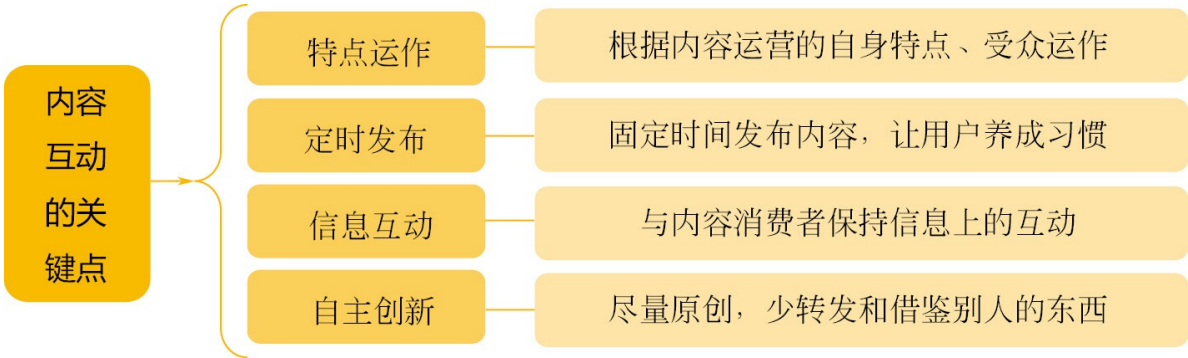 内容
互动
的关
键点
特点运作
根据内容运营的自身特点、受众运作
定时发布
固定时间发布内容，让用户养成习惯
信息互动
与内容消费者保持信息上的互动
自主创新
尽量原创，少转发和借鉴别人的东西